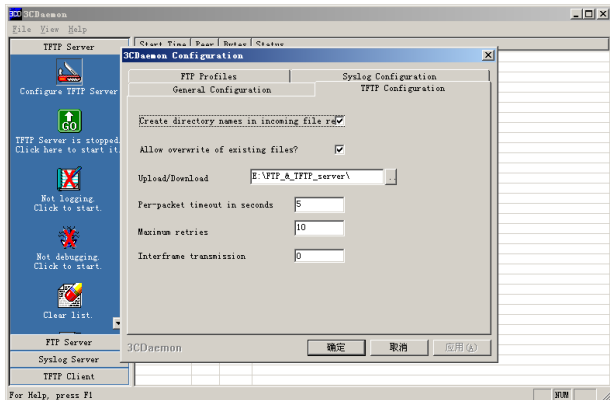 3CDaemon
File View Help
TFTP Server
Start Time Peer Bytes Status
3CDaemon Configuration
FTP Profiles
Syslog Configuration
General Configuration
TFTP Configuration
Configure TFTP Server
Create directory names in incoming file re
GO
TFTP Server is stopped.
Click here to start it.
Allow overwrite of existing files?
Upload/Download
E:\FTP_&_TFTP_server\
..
Per-packet timeout in seconds
5
Not logging.
Click to start.
Maximum retries
10
Not debugging.
Click to start.
Interframe transmission
0
Clear list.
FTP Server
3CDaemon
确定
取消
应用(A)
Syslog Server
TFTP Client
For Help, press F1
NUM